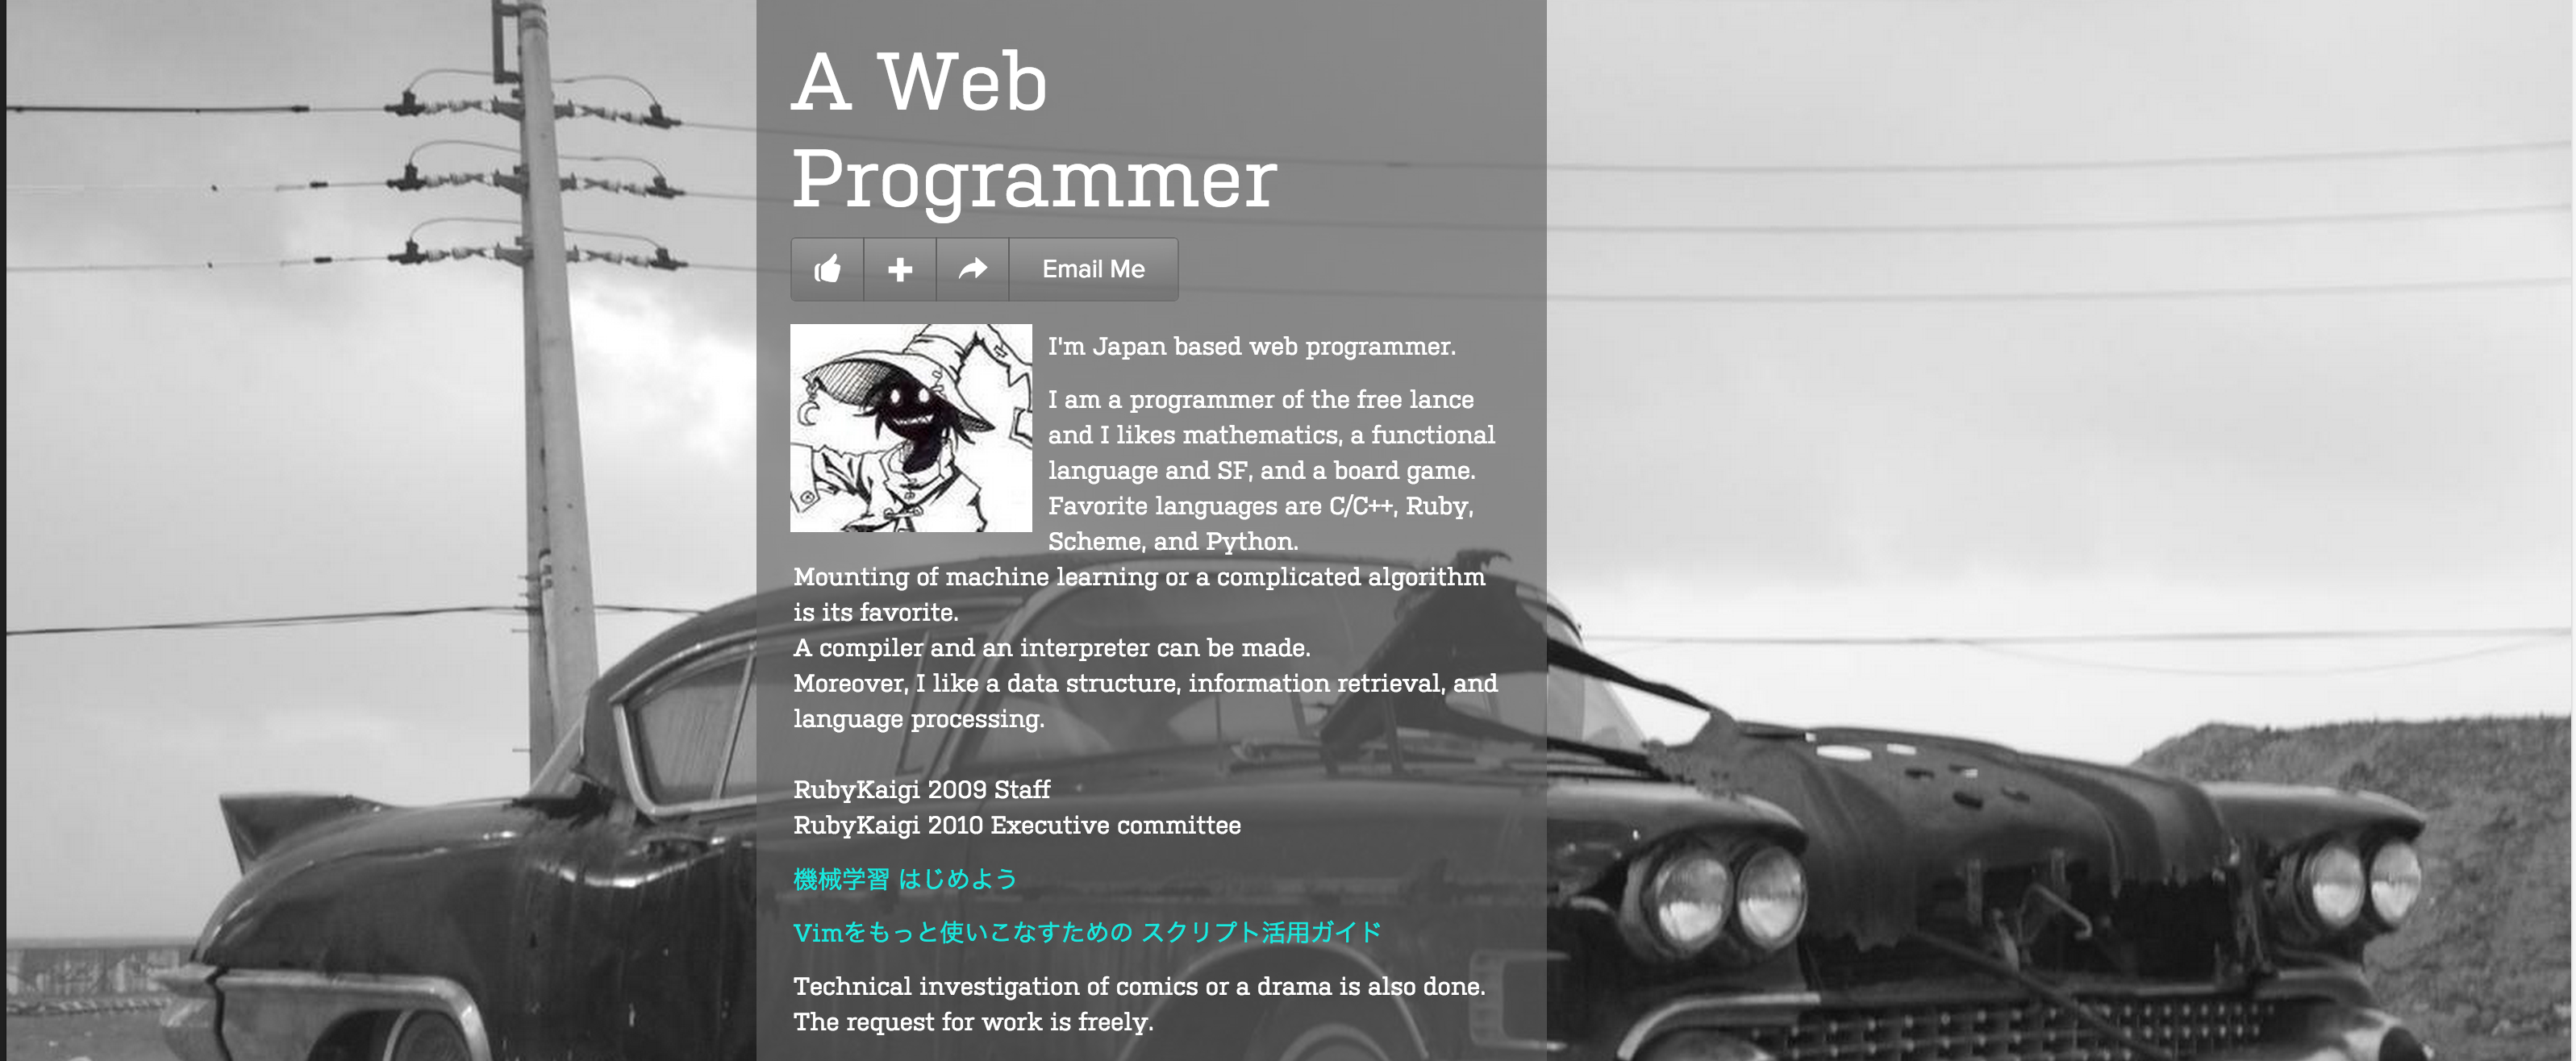 A Web
Programmer
Email Me
I'm Japan based web programmer.
I am a programmer of the free lance
and I likes mathematics, a functional
language and SF, and a board game.
Favorite languages are C/C++, Ruby,
Scheme, and Python.
Mounting of machine learning or a complicated algorithm
is its favorite.
A compiler and an interpreter can be made.
Moreover, I like a data structure, information retrieval, and
language processing.
RubyKaigi 2009 Staff
RubyKaigi 2010 Executive committee
機械学習 はじめよう
Vimをもっと使いこなすための スクリプト活用ガイド
Technical investigation of comics or a drama is also done.
The request for work is freely.